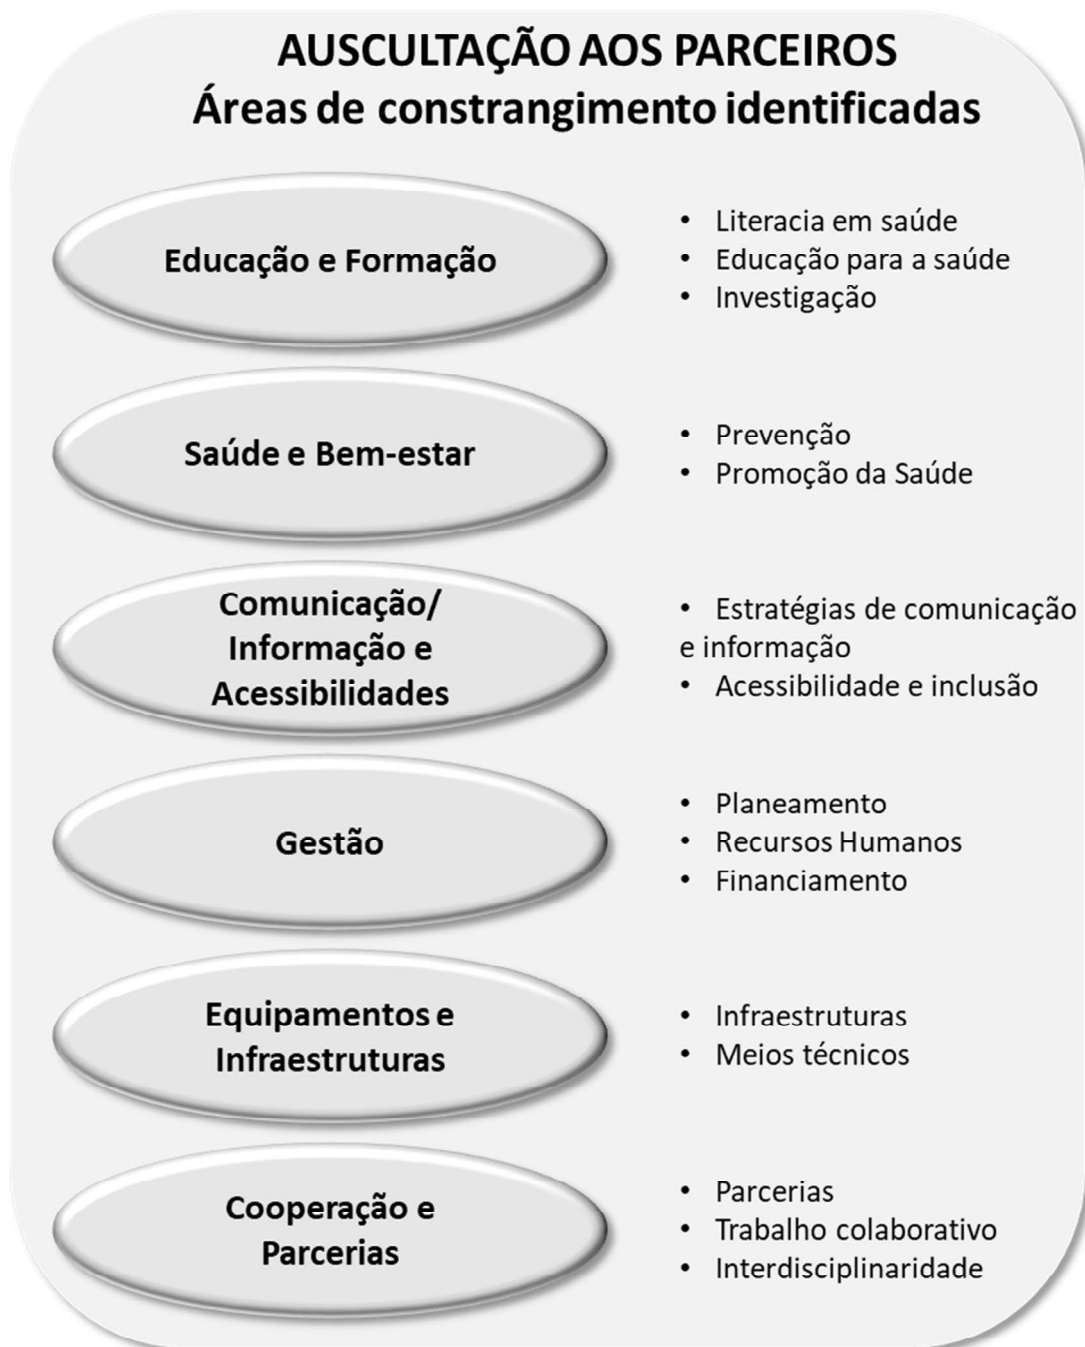 AUSCULTAÇÃO AOS PARCEIROS
Áreas de constrangimento identificadas
Educação e Formação
• Literacia em saúde
• Educação para a saúde
• Investigação
Saúde e Bem-estar
• Prevenção
• Promoção da Saúde
Comunicação/
Informação e
Acessibilidades
• Estratégias de comunicação
e informação
• Acessibilidade e inclusão
Gestão
• Planeamento
• Recursos Humanos
• Financiamento
Equipamentos e
Infraestruturas
• Infraestruturas
• Meios técnicos
Cooperação e
Parcerias
• Parcerias
• Trabalho colaborativo
• Interdisciplinaridade